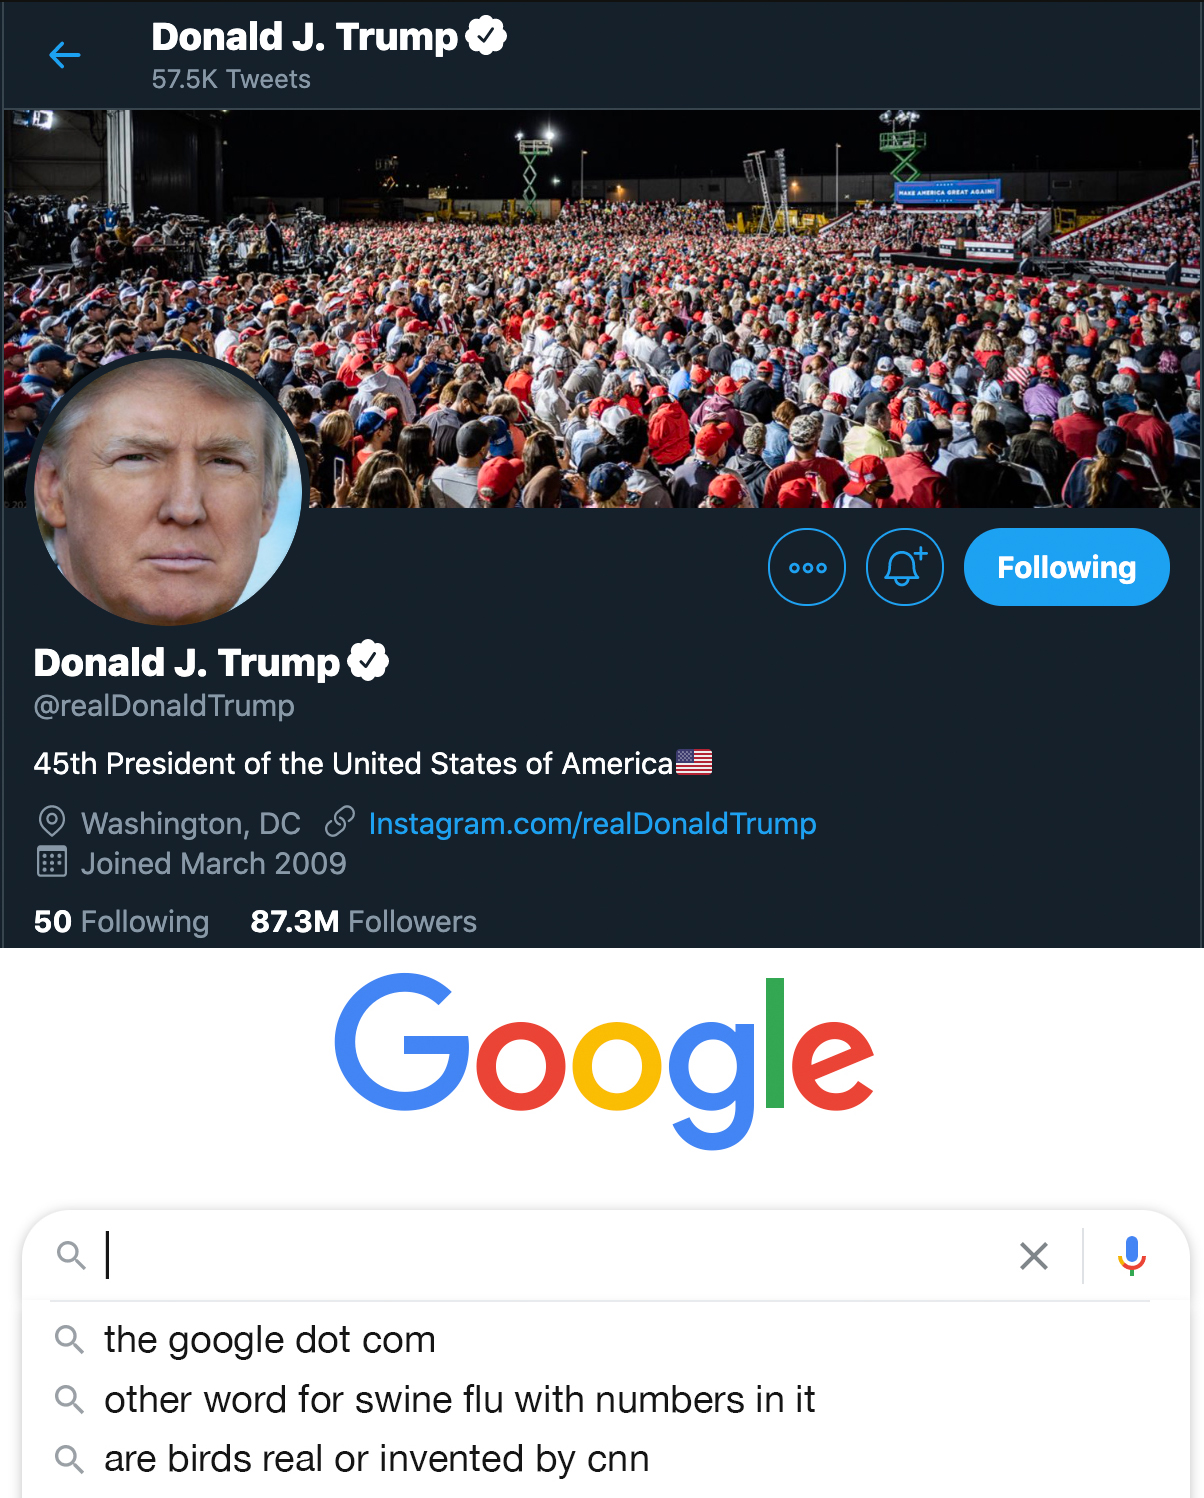 Donald J. Trump
57.5K Tweets
MAKE AMERICA GREAT AGAIN!
Following
Donald J. Trump
@realDonaldTrump
45th President of the United States of America
Washington, DC Instagram.com/realDonaldTrump
Joined March 2009
50 Following 87.3M Followers
Google
the google dot com
other word for swine flu with numbers in it
are birds real or invented by cnn